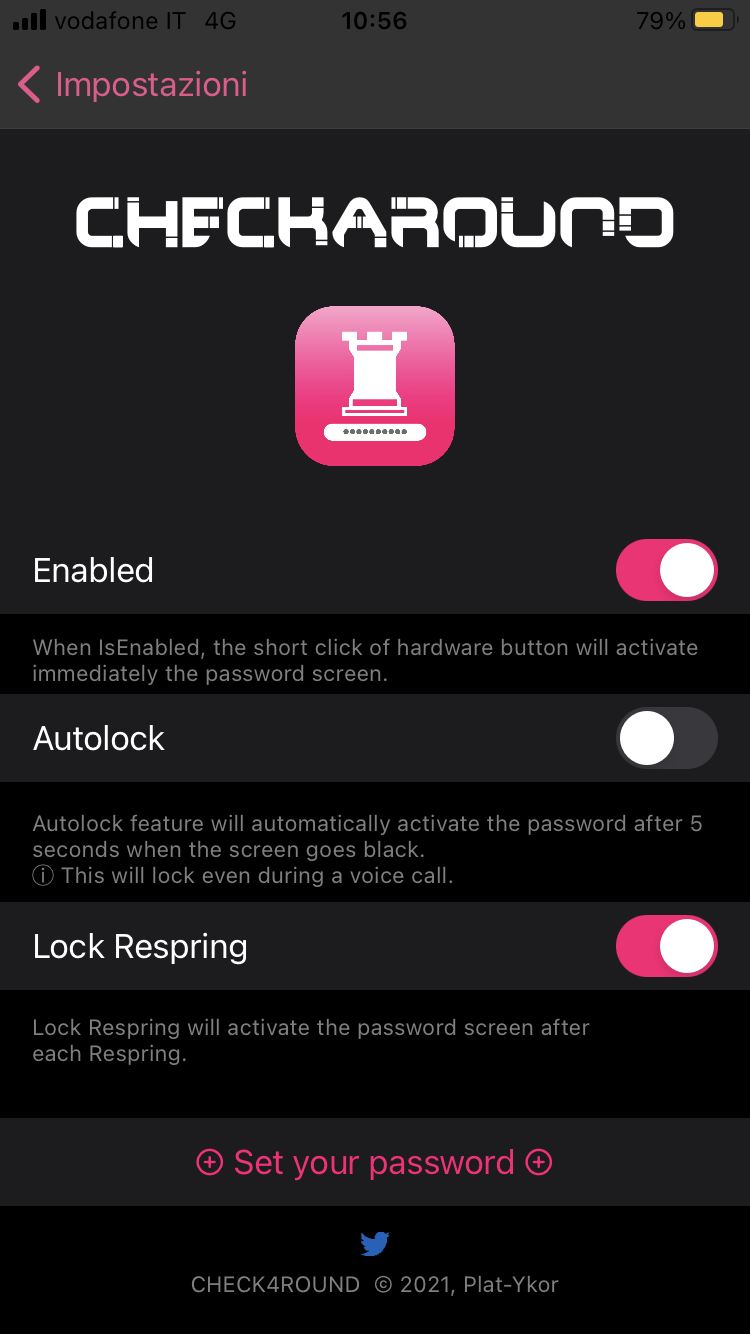 vodafone IT 4G 10:56 79%
Impostazioni
CHECKAROUND
Enabled
When IsEnabled, the short click of hardware button will activate
immediately the password screen.
Autolock
Autolock feature will automatically activate the password after 5
seconds when the screen goes black.
ⓘ This will lock even during a voice call.
Lock Respring
Lock Respring will activate the password screen after
each Respring.
⊕ Set your password ⊕
CHECK4ROUND © 2021, Plat-Ykor